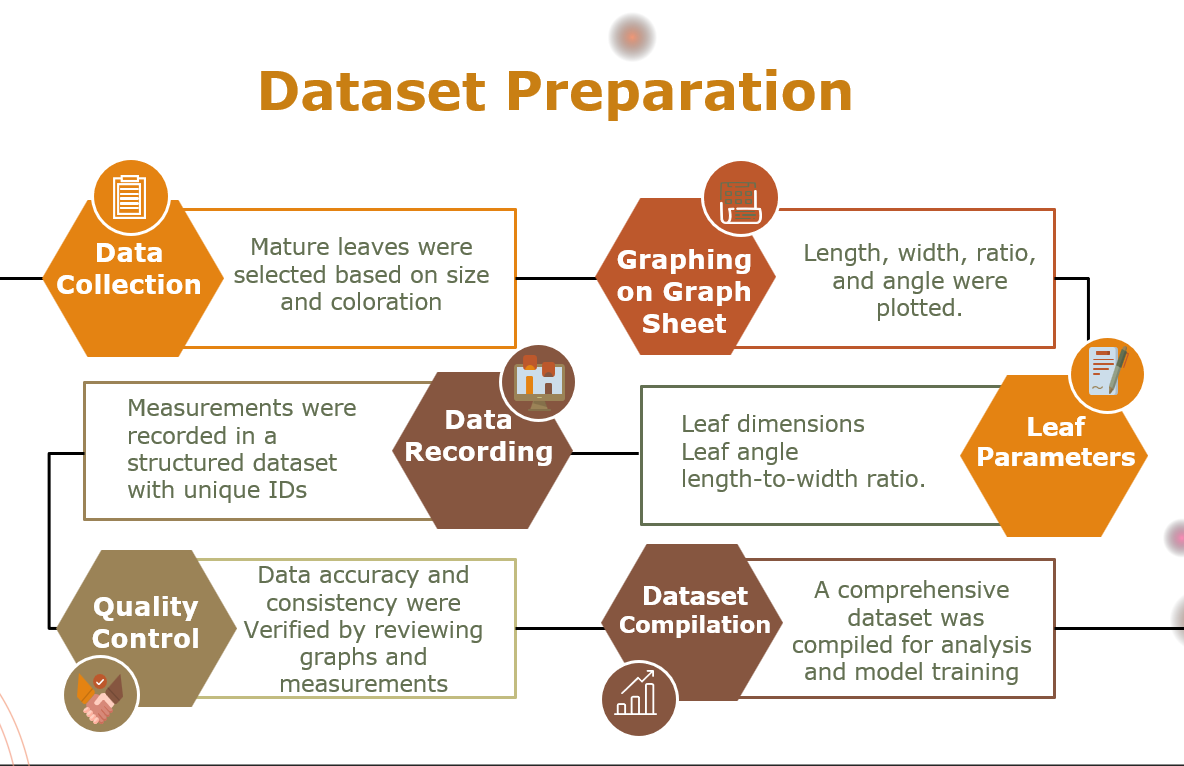 Dataset Preparation
Data
Collection
Mature leaves were
selected based on size
and coloration
Graphing
on Graph
Sheet
Length, width, ratio,
and angle were
plotted.
Leaf
Parameters
Leaf dimensions
Leaf angle
length-to-width ratio.
Data
Recording
Measurements were
recorded in a
structured dataset
with unique IDs
Quality
Control
Data accuracy and
consistency were
Verified by reviewing
graphs and
measurements
Dataset
Compilation
A comprehensive
dataset was
compiled for analysis
and model training